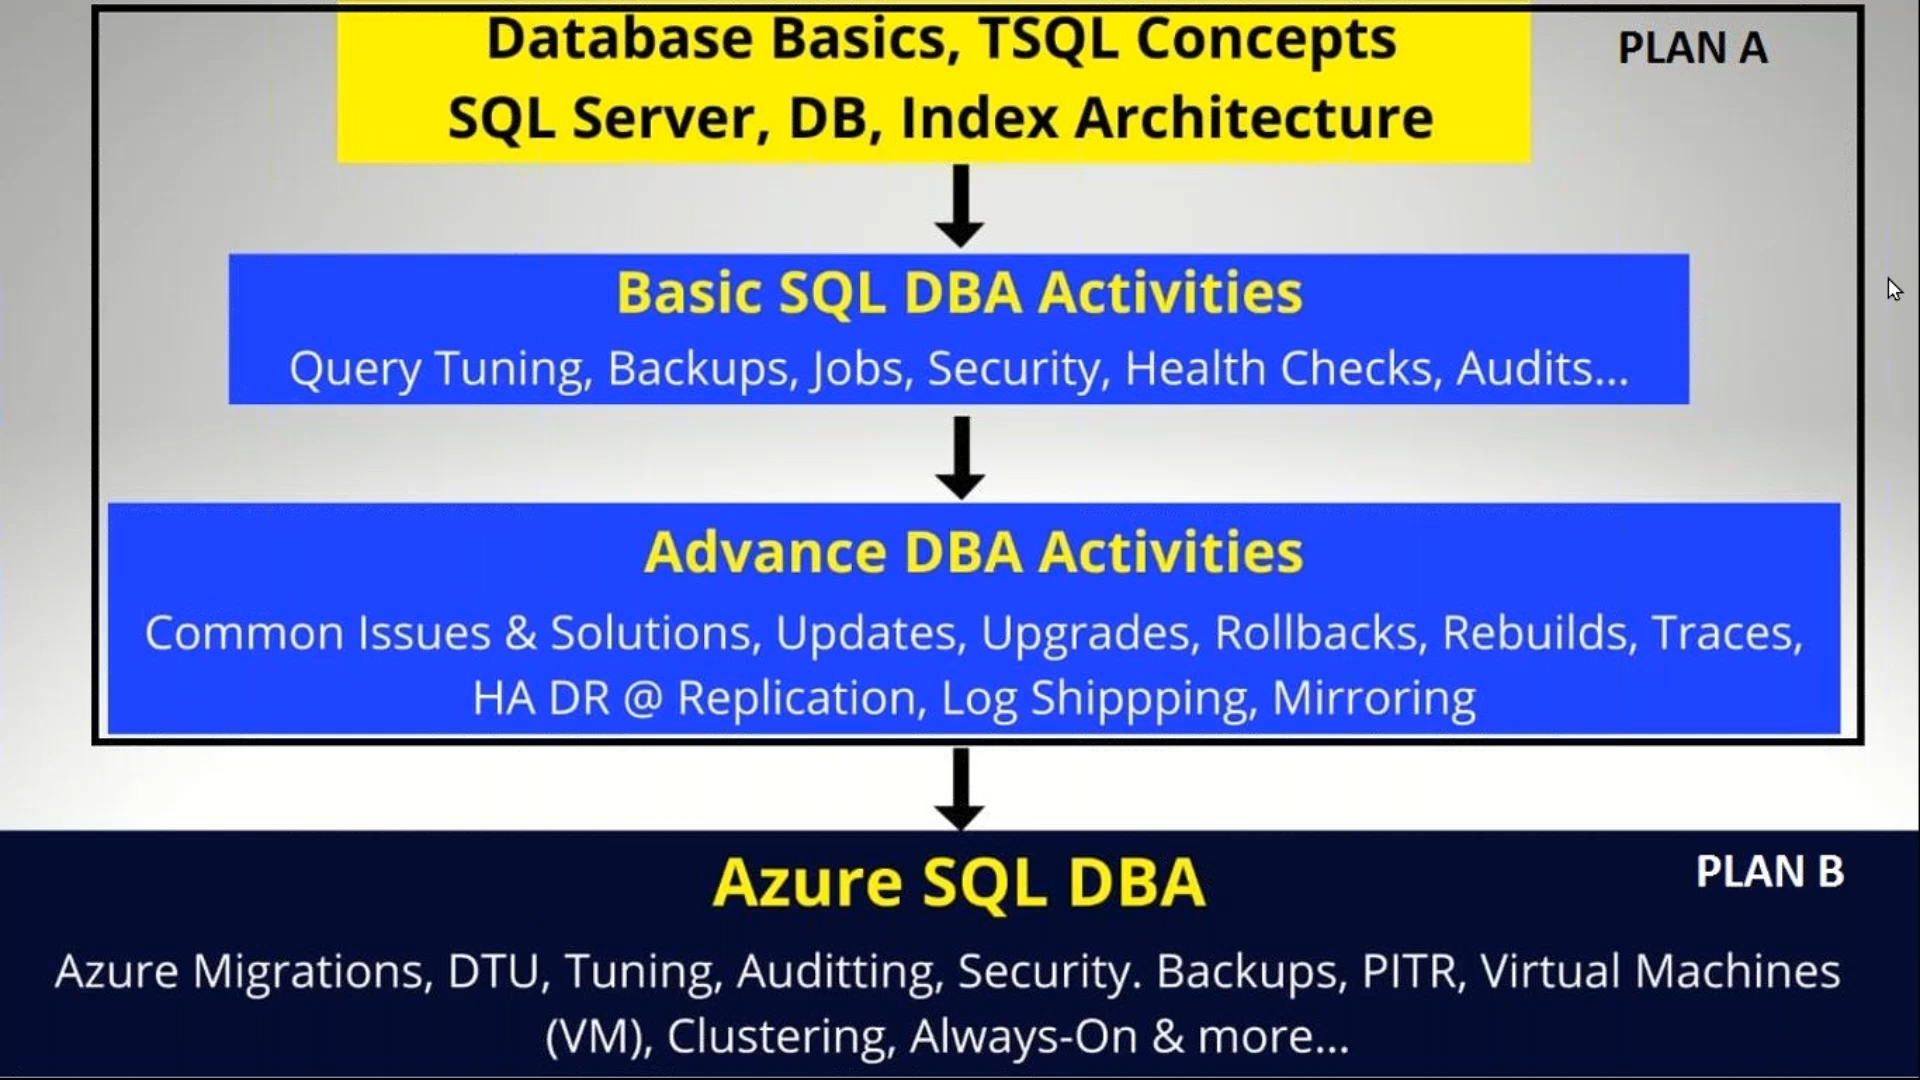 Database Basics, TSQL Concepts
PLAN A
SQL Server, DB, Index Architecture
Basic SQL DBA Activities
Query Tuning, Backups, Jobs, Security, Health Checks, Audits...
Advance DBA Activities
Common Issues & Solutions, Updates, Upgrades, Rollbacks, Rebuilds, Traces,
HA DR @ Replication, Log Shippping, Mirroring
Azure SQL DBA
PLAN B
Azure Migrations, DTU, Tuning, Auditting, Security. Backups, PITR, Virtual Machines
(VM), Clustering, Always-On & more...